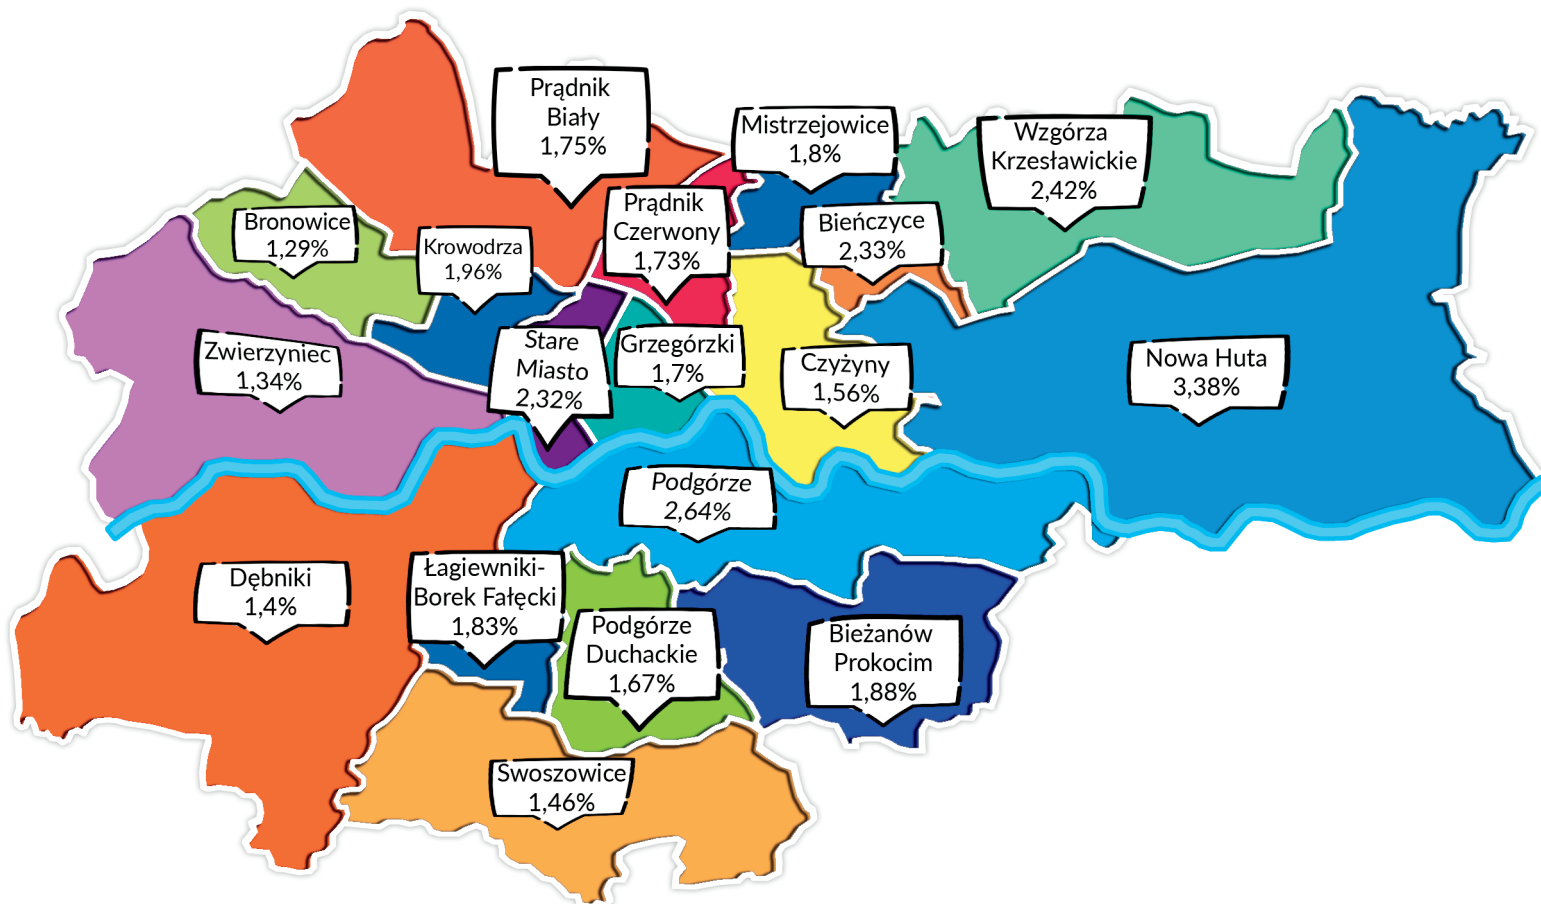 Prądnik
Biały
1,75%
Mistrzejowice
1,8%
Wzgórza
Krzesławickie
2,42%
Bronowice
1,29%
Krowodrza
1,96%
Prądnik
Czerwony
1,73%
Bieńczyce
2,33%
Zwierzyniec
1,34%
Stare
Miasto
2,32%
Grzegórzki
1,7%
Czyżyny
1,56%
Nowa Huta
3,38%
Podgórze
2,64%
Dębniki
1,4%
Łagiewniki-
Borek Fałęcki
1,83%
Podgórze
Duchackie
1,67%
Bieżanów
Prokocim
1,88%
Swoszowice
1,46%